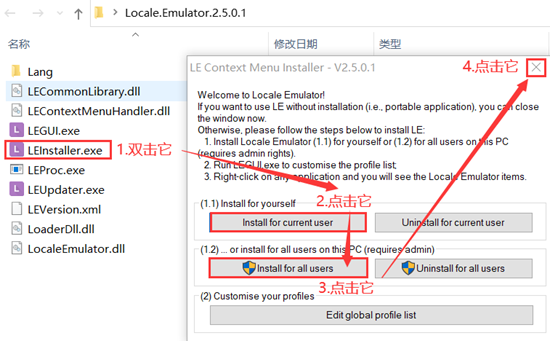 Locale.Emulator.2.5.0.1
名称
修改日期
类型
Lang
LECommonLibrary.dll
LEContextMenuHandler.dll
LEGUI.exe
LEInstaller.exe
LEProc.exe
LEUpdater.exe
LEVersion.xml
LoaderDll.dll
LocaleEmulator.dll
1.双击它
LE Context Menu Installer - V2.5.0.1
4.点击它
Welcome to Locale Emulator!
If you want to use LE without installation (i.e., portable application), you can close
the window now.
Otherwise, please follow the steps below to install LE:
1. Install Locale Emulator (1.1) for yourself or (1.2) for all users on this PC
(requires admin rights).
2. Run LEGUI.exe to customise the profile list;
3. Right-click on any application and you will see the Locale Emulator items.
(1.1) Install for yourself
2.点击它
Install for current user
Uninstall for current user
(1.2) ... or install for all users on this PC (requires admin)
Install for all users
Uninstall for all users
3.点击它
(2) Customise your profiles
Edit global profile list